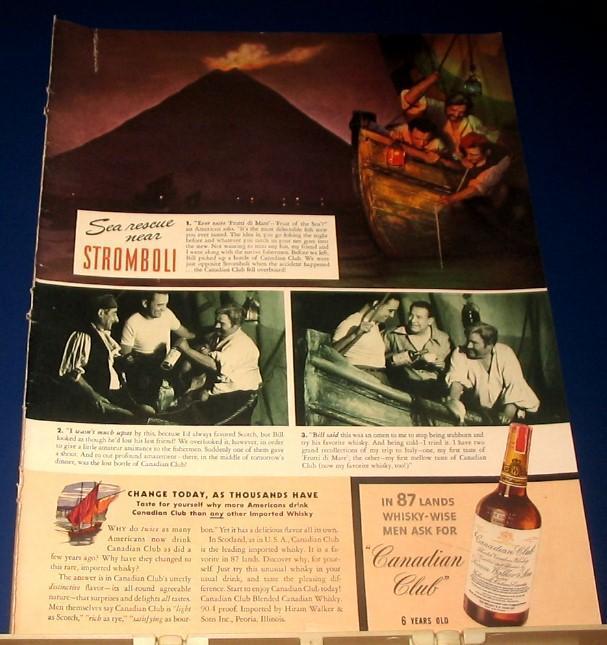 Sea rescue
near
STROMBOLI
1. "Ever taste 'Frutti di Mare'—Fruit of the Sea?"
an American asks. "It's the most delectable fish stew
you ever tasted. The idea is, you go fishing the night
before and whatever you catch in your net goes into
the stew. Not wanting to miss any fun, my friend and
I went along with the native fishermen. Before we left,
Bill picked up a bottle of Canadian Club. We were
just opposite Stromboli when the accident happened
... the Canadian Club fell overboard!
2. "I wasn't much upset by this, because I'd always favored Scotch, but Bill
looked as though he'd lost his last friend! We overlooked it, however, in order
to give a little amateur assistance to the fishermen. Suddenly one of them gave
a shout. And to our profound amazement—there, in the middle of tomorrow's
dinner, was the lost bottle of Canadian Club!
3. "Bill said this was an omen to me to stop being stubborn and
try his favorite whisky. And being cold—I tried it. I have two
grand recollections of my trip to Italy—one, my first taste of
'Frutti di Mare', the other—my first mellow taste of Canadian
Club (now my favorite whisky, too!)"
CHANGE TODAY, AS THOUSANDS HAVE
Taste for yourself why more Americans drink
Canadian Club than any other Imported Whisky
WHY do twice as many
Americans now drink
Canadian Club as did a
few years ago? Why have they changed to
this rare, imported whisky?
The answer is in Canadian Club's utterly
distinctive flavor—its all-round agreeable
nature—that surprises and delights all tastes.
Men themselves say Canadian Club is "light
as Scotch," "rich as rye," "satisfying as bour-
bon." Yet it has a delicious flavor all its own.
In Scotland, as in U. S. A., Canadian Club
is the leading imported whisky. It is a fa-
vorite in 87 lands. Discover why, for your-
self. Just try this unusual whisky in your
usual drink, and taste the pleasing dif-
ference. Start to enjoy Canadian Club today!
Canadian Club Blended Canadian Whisky.
90.4 proof. Imported by Hiram Walker &
Sons Inc., Peoria, Illinois.
IN 87 LANDS
WHISKY-WISE
MEN ASK FOR
"Canadian
Club"
6 YEARS OLD
Canadian Club
Hiram Walker & Sons